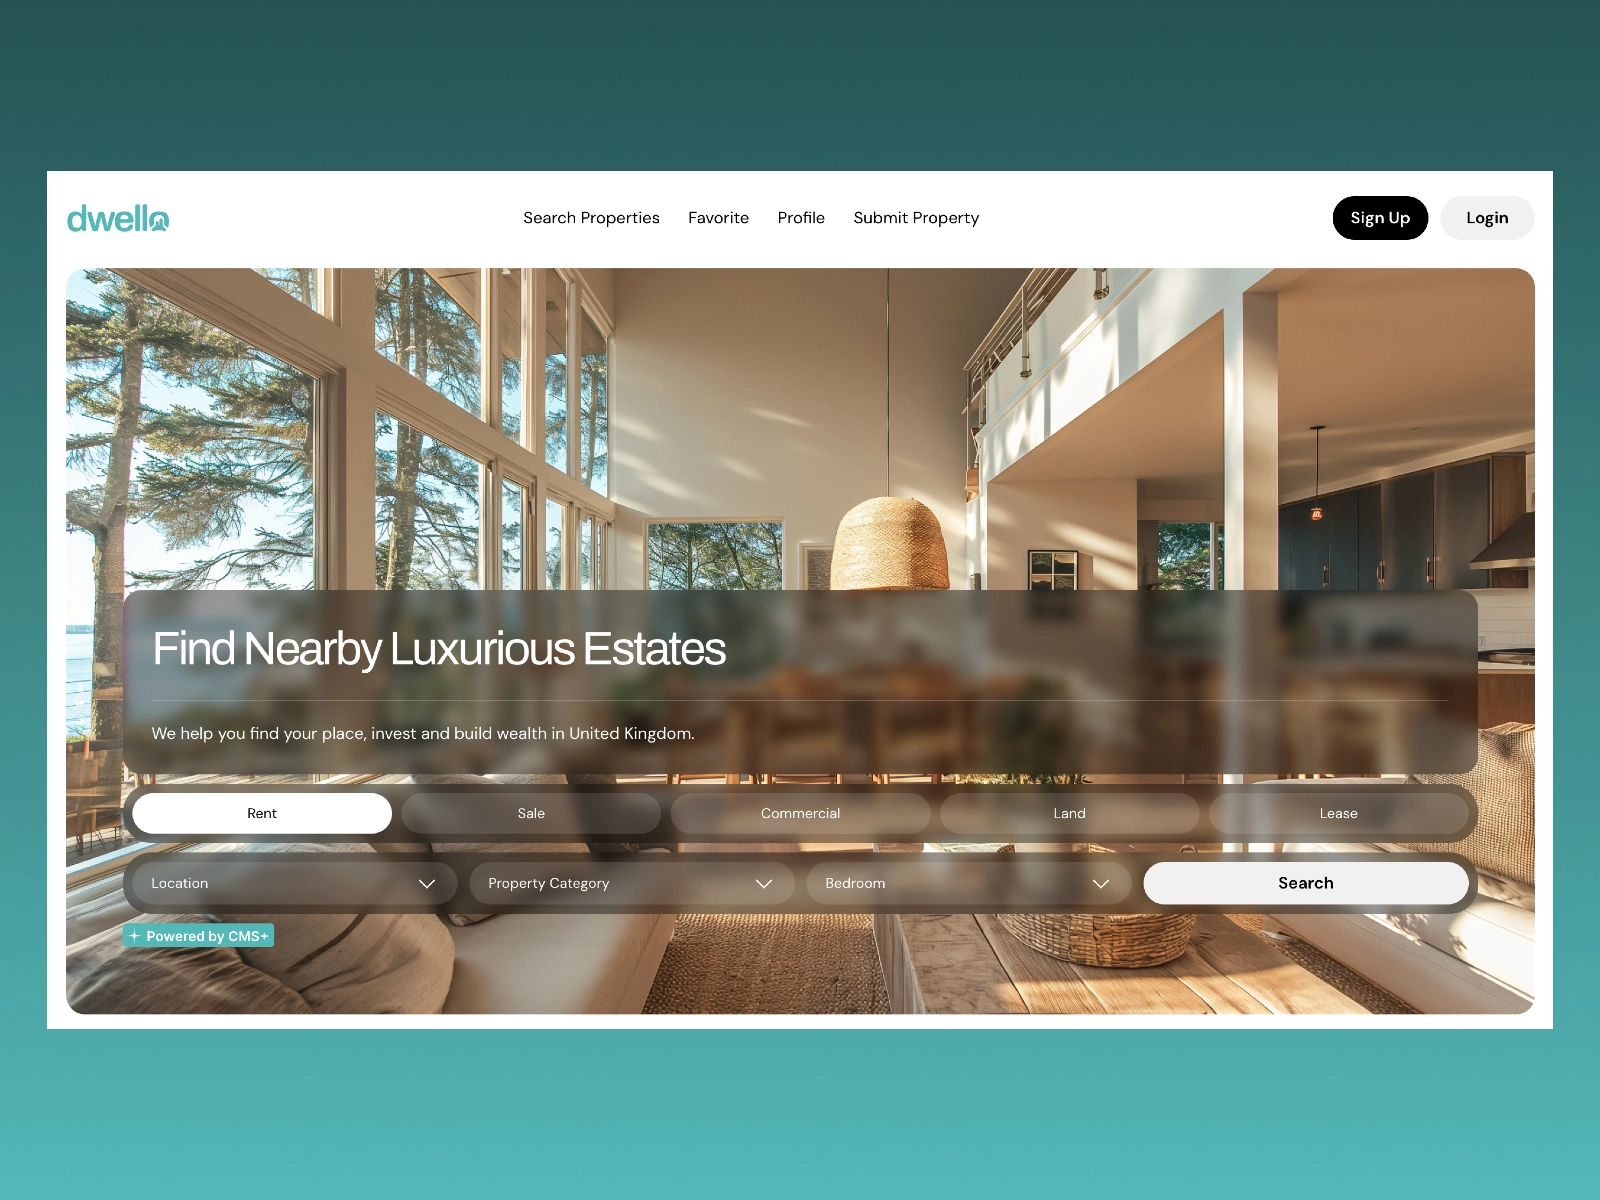 dwello
Search Properties
Favorite
Profile
Submit Property
Sign Up
Login
Find Nearby Luxurious Estates
We help you find your place, invest and build wealth in United Kingdom.
Rent
Sale
Commercial
Land
Lease
Location
Property Category
Bedroom
Search
Powered by CMS+